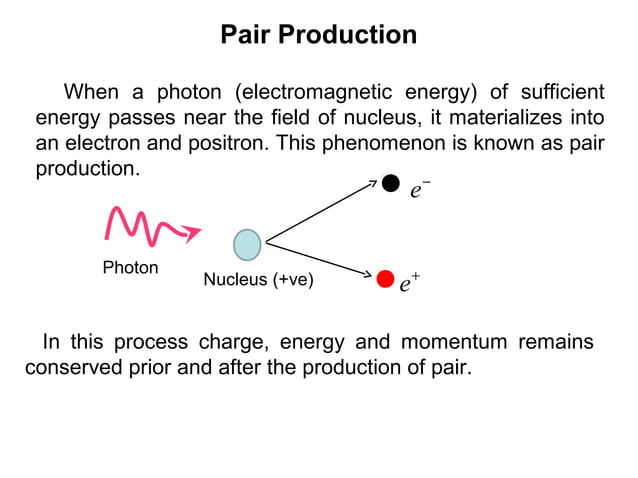 Pair Production
When a photon (electromagnetic energy) of sufficient
energy passes near the field of nucleus, it materializes into
an electron and positron. This phenomenon is known as pair
production.
e⁻
Photon
Nucleus (+ve)
e⁺
In this process charge, energy and momentum remains
conserved prior and after the production of pair.